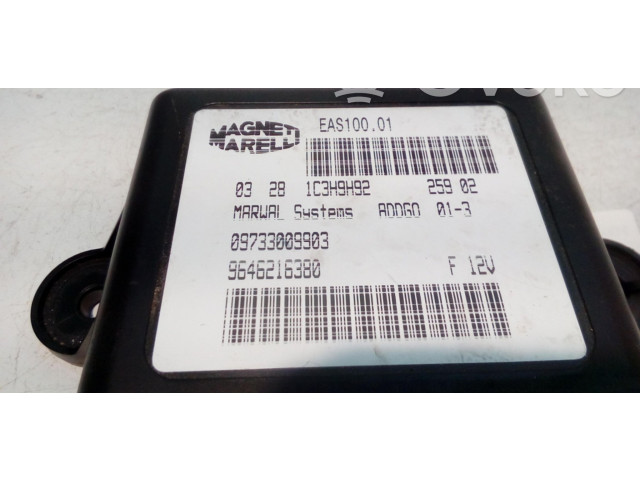 MAGNETI
MARELLI
EAS100.01
03 28 1C3H9H92 259 02
MARWAL Systems ADDGO 01-3
09733009903
9646216380 F 12V